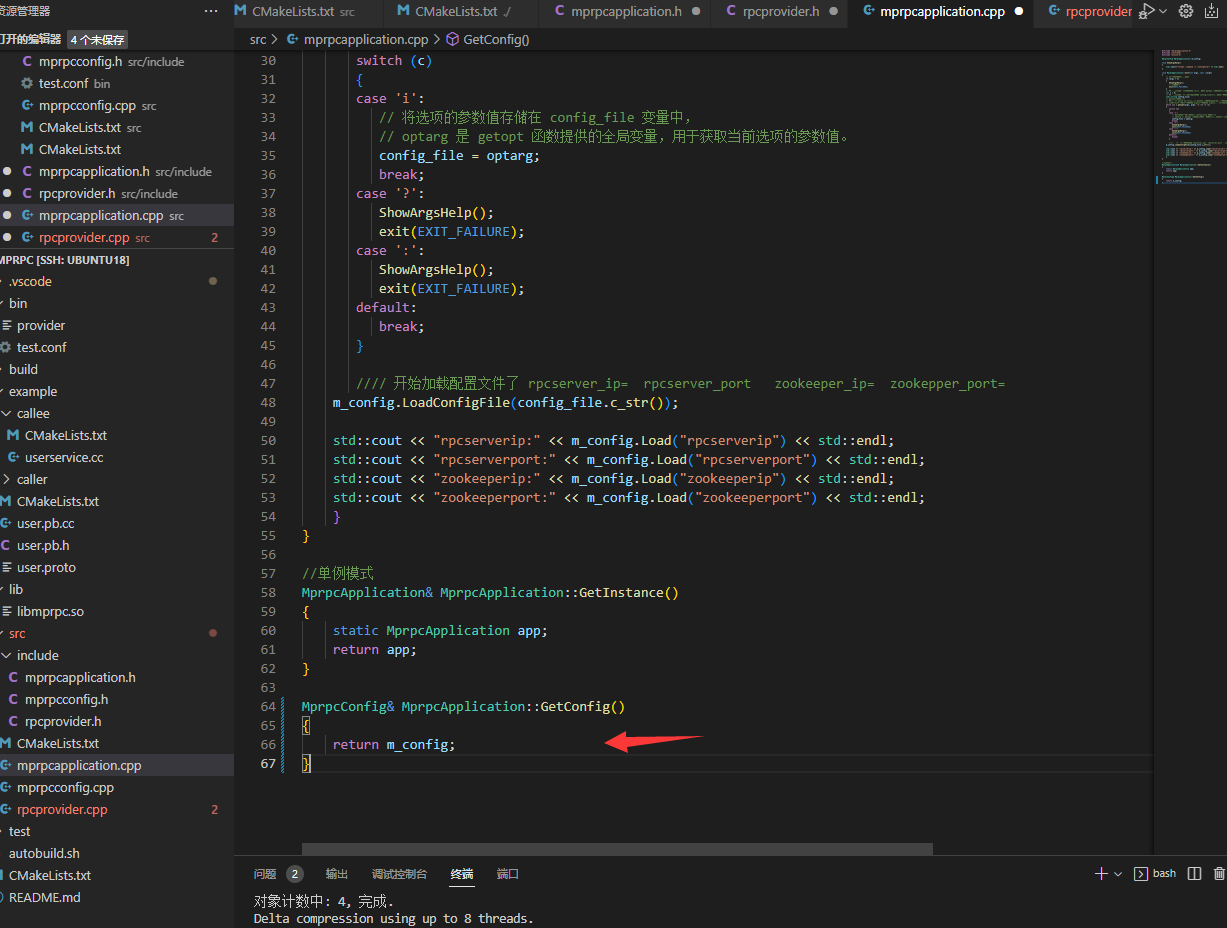 资源管理器
···
CMakeLists.txt src
CMakeLists.txt ./
mprpcapplication.h
rpcprovider.h
mprpcapplication.cpp
rpcprovider
打开的编辑器 4 个未保存
src > mprpcapplication.cpp > GetConfig()
mprpcconfig.h src/include
test.conf bin
mprpcconfig.cpp src
CMakeLists.txt src
CMakeLists.txt
mprpcapplication.h src/include
rpcprovider.h src/include
mprpcapplication.cpp src
rpcprovider.cpp src 2
MPRPC [SSH: UBUNTU18]
.vscode
bin
provider
test.conf
build
example
callee
CMakeLists.txt
userservice.cc
caller
CMakeLists.txt
user.pb.cc
user.pb.h
user.proto
lib
libmprpc.so
src
include
mprpcapplication.h
mprpcconfig.h
rpcprovider.h
CMakeLists.txt
mprpcapplication.cpp
mprpcconfig.cpp
rpcprovider.cpp 2
test
autobuild.sh
CMakeLists.txt
README.md
30 switch (c)
31 {
32 case 'i':
33 // 将选项的参数值存储在 config_file 变量中，
34 // optarg 是 getopt 函数提供的全局变量，用于获取当前选项的参数值。
35 config_file = optarg;
36 break;
37 case '?':
38 ShowArgsHelp();
39 exit(EXIT_FAILURE);
40 case ':':
41 ShowArgsHelp();
42 exit(EXIT_FAILURE);
43 default:
44 break;
45 }
46
47 //// 开始加载配置文件了 rpcserver_ip= rpcserver_port zookeeper_ip= zookepper_port=
48 m_config.LoadConfigFile(config_file.c_str());
49
50 std::cout << "rpcserverip:" << m_config.Load("rpcserverip") << std::endl;
51 std::cout << "rpcserverport:" << m_config.Load("rpcserverport") << std::endl;
52 std::cout << "zookeeperip:" << m_config.Load("zookeeperip") << std::endl;
53 std::cout << "zookeeperport:" << m_config.Load("zookeeperport") << std::endl;
54 }
55 }
56
57 //单例模式
58 MprpcApplication& MprpcApplication::GetInstance()
59 {
60 static MprpcApplication app;
61 return app;
62 }
63
64 MprpcConfig& MprpcApplication::GetConfig()
65 {
66 return m_config;
67 }
问题 2 输出 调试控制台 终端 端口
bash
对象计数中: 4, 完成.
Delta compression using up to 8 threads.